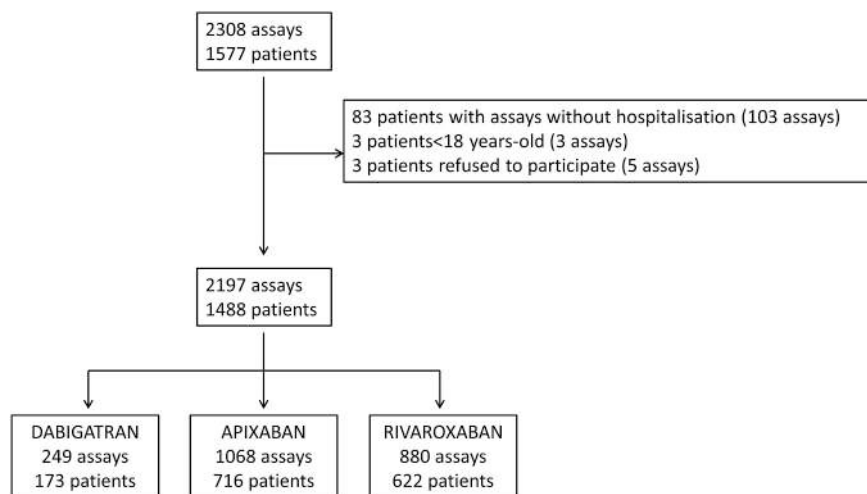 2308 assays
1577 patients
83 patients with assays without hospitalisation (103 assays)
3 patients<18 years-old (3 assays)
3 patients refused to participate (5 assays)
2197 assays
1488 patients
DABIGATRAN
249 assays
173 patients
APIXABAN
1068 assays
716 patients
RIVAROXABAN
880 assays
622 patients